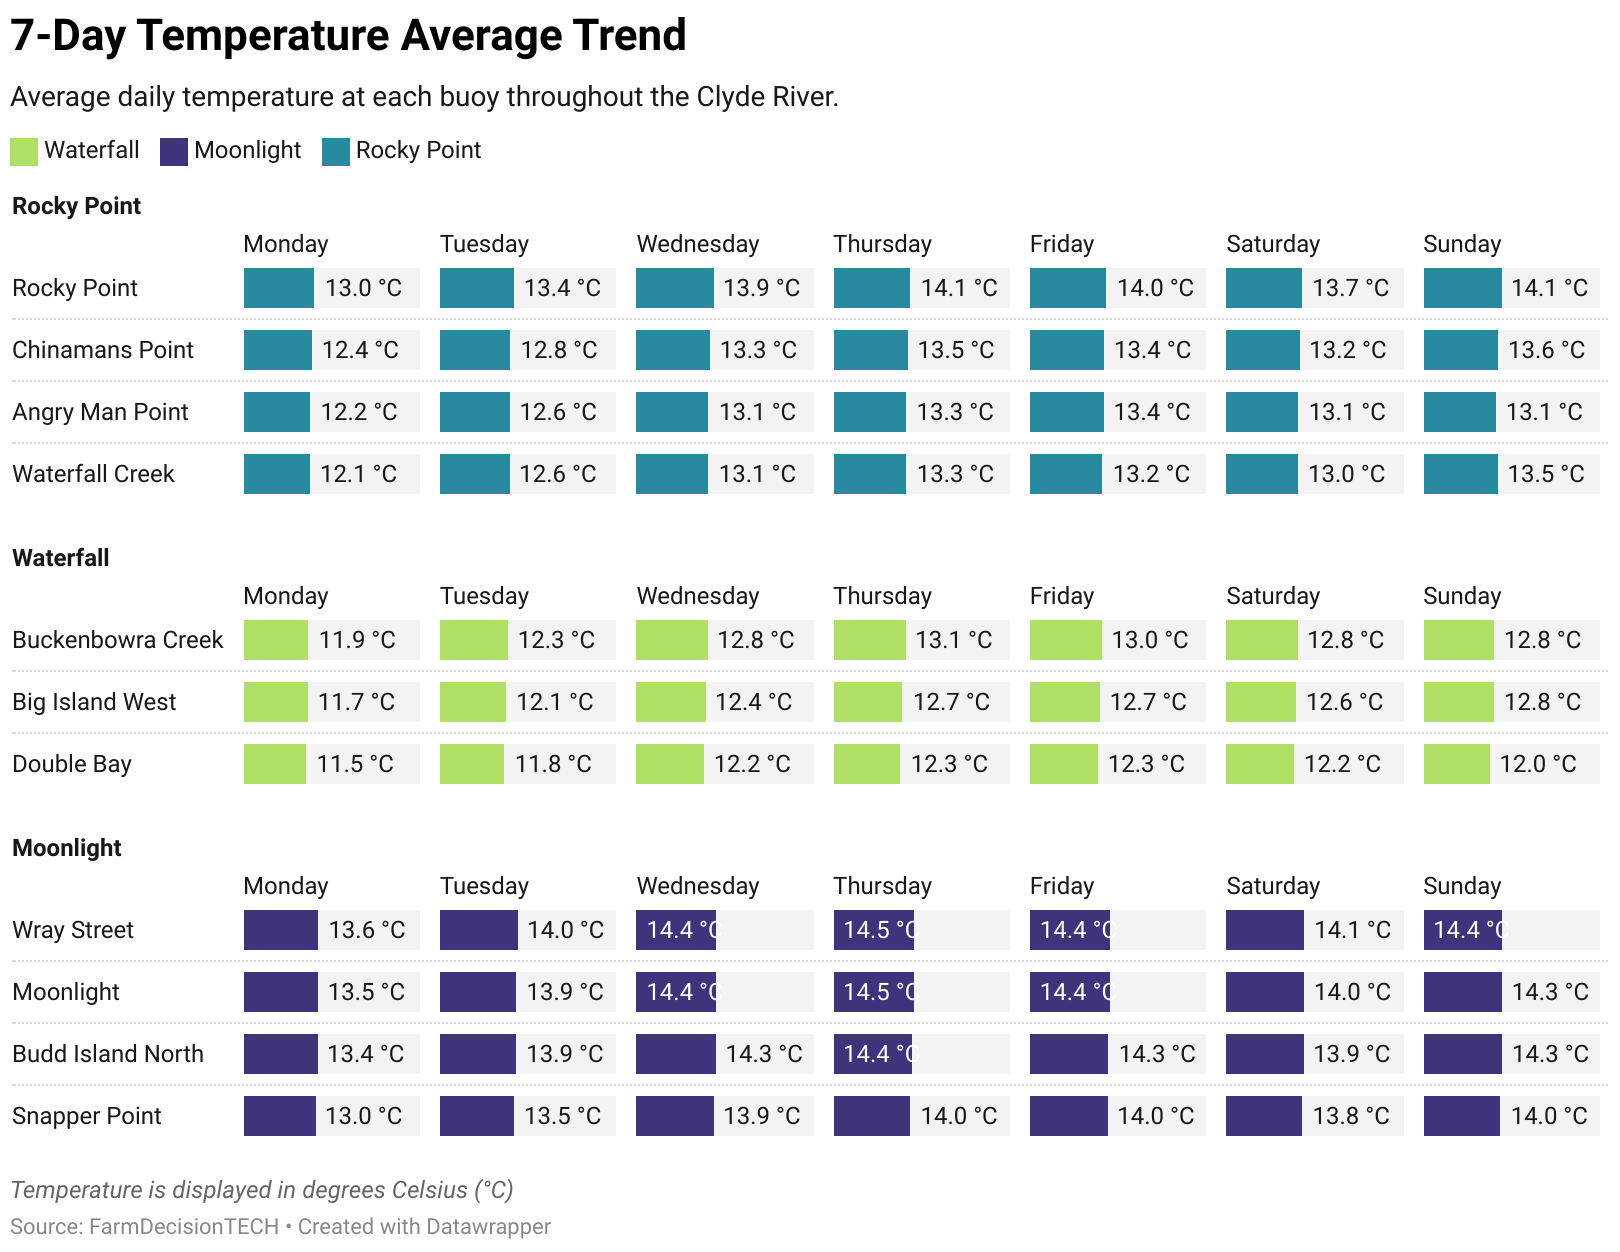 7-Day Temperature Average Trend
Average daily temperature at each buoy throughout the Clyde River.
Waterfall Moonlight Rocky Point
Rocky Point
Monday Tuesday Wednesday Thursday Friday Saturday Sunday
Rocky Point 13.0 °C 13.4 °C 13.9 °C 14.1 °C 14.0 °C 13.7 °C 14.1 °C
Chinamans Point 12.4 °C 12.8 °C 13.3 °C 13.5 °C 13.4 °C 13.2 °C 13.6 °C
Angry Man Point 12.2 °C 12.6 °C 13.1 °C 13.3 °C 13.4 °C 13.1 °C 13.1 °C
Waterfall Creek 12.1 °C 12.6 °C 13.1 °C 13.3 °C 13.2 °C 13.0 °C 13.5 °C
Waterfall
Monday Tuesday Wednesday Thursday Friday Saturday Sunday
Buckenbowra Creek 11.9 °C 12.3 °C 12.8 °C 13.1 °C 13.0 °C 12.8 °C 12.8 °C
Big Island West 11.7 °C 12.1 °C 12.4 °C 12.7 °C 12.7 °C 12.6 °C 12.8 °C
Double Bay 11.5 °C 11.8 °C 12.2 °C 12.3 °C 12.3 °C 12.2 °C 12.0 °C
Moonlight
Monday Tuesday Wednesday Thursday Friday Saturday Sunday
Wray Street 13.6 °C 14.0 °C 14.4 °C 14.5 °C 14.4 °C 14.1 °C 14.4 °C
Moonlight 13.5 °C 13.9 °C 14.4 °C 14.5 °C 14.4 °C 14.0 °C 14.3 °C
Budd Island North 13.4 °C 13.9 °C 14.3 °C 14.4 °C 14.3 °C 13.9 °C 14.3 °C
Snapper Point 13.0 °C 13.5 °C 13.9 °C 14.0 °C 14.0 °C 13.8 °C 14.0 °C
Temperature is displayed in degrees Celsius (°C)
Source: FarmDecisionTECH • Created with Datawrapper